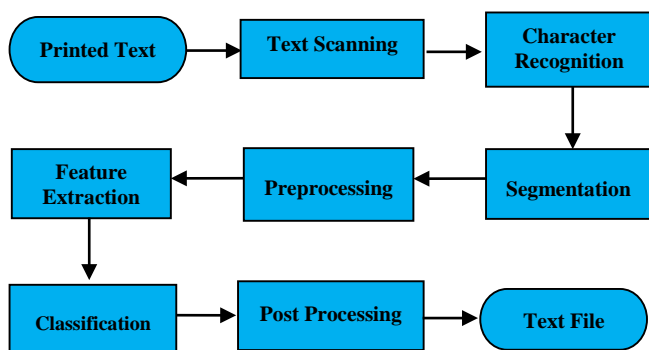 Printed Text
Text Scanning
Character
Recognition
Feature
Extraction
Preprocessing
Segmentation
Classification
Post Processing
Text File